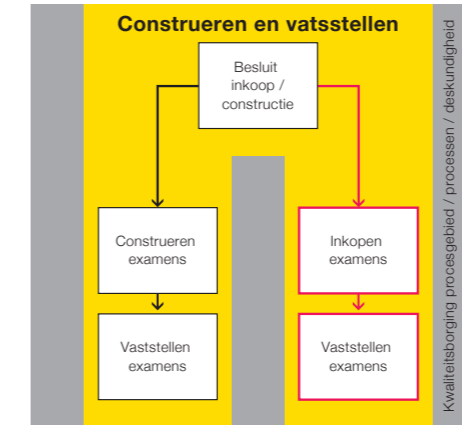 Construeren en vatsstellen
Besluit
inkoop /
constructie
Construeren
examens
Inkopen
examens
Vaststellen
examens
Vaststellen
examens
Kwaliteitsborging procesgebied / processen / deskundigheid